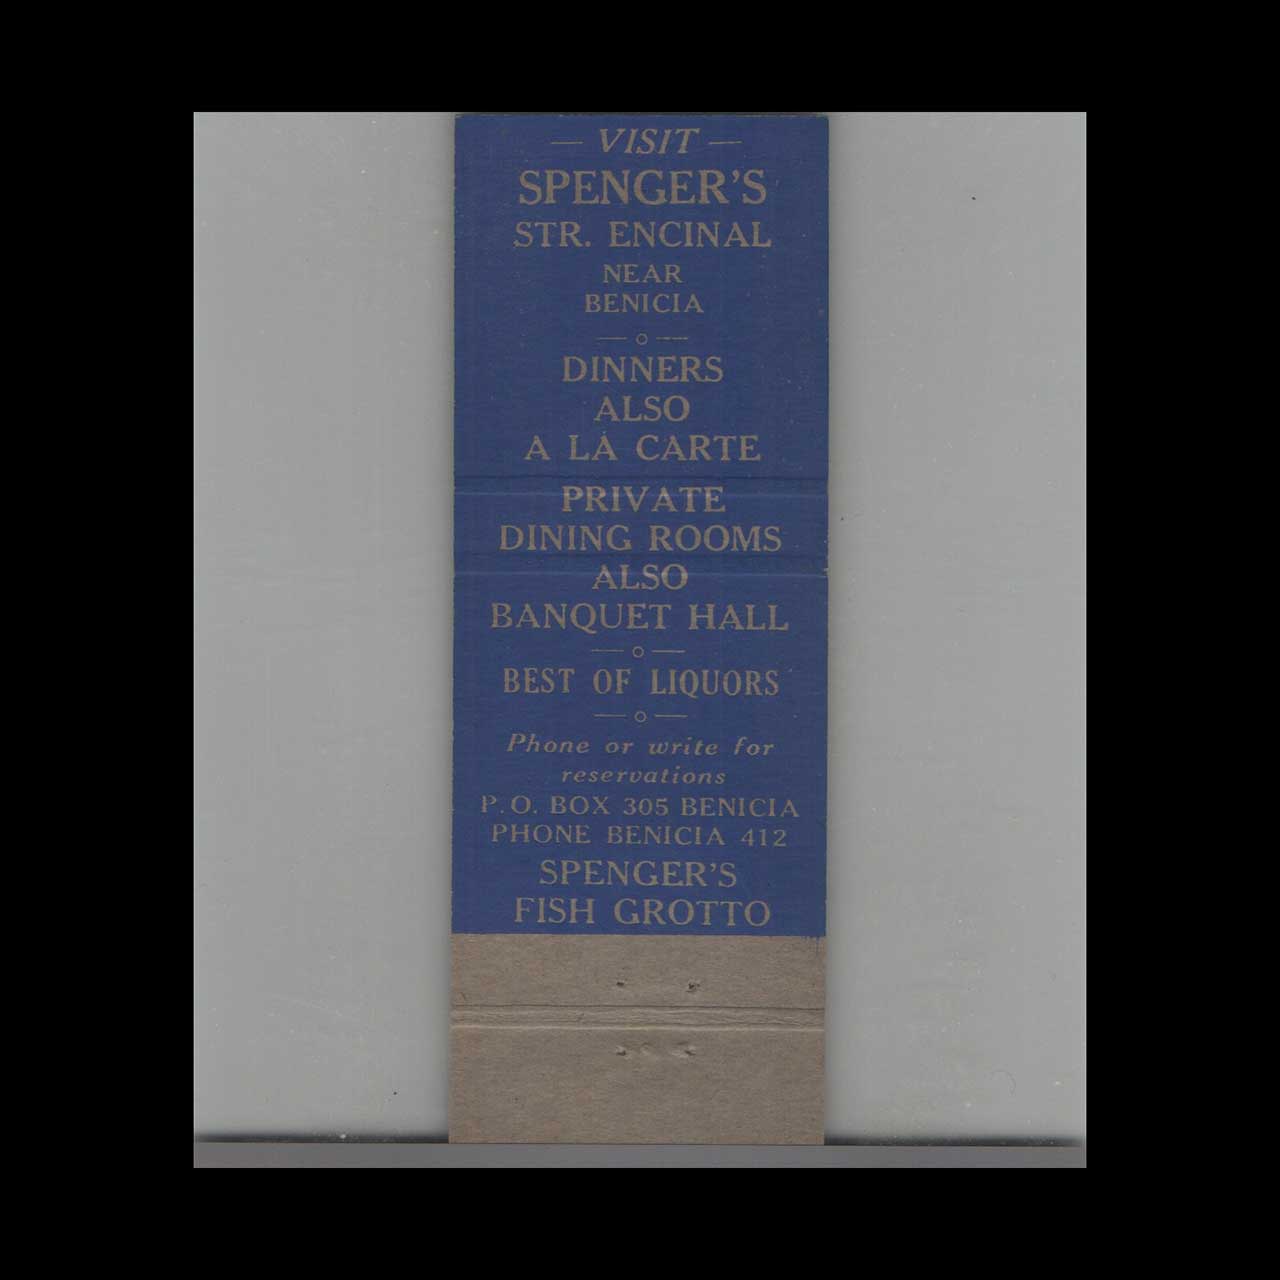 — VISIT —
SPENGER'S
STR. ENCINAL
NEAR
BENICIA
DINNERS
ALSO
A LA CARTE
PRIVATE
DINING ROOMS
ALSO
BANQUET HALL
BEST OF LIQUORS
Phone or write for
reservations
P.O. BOX 305 BENICIA
PHONE BENICIA 412
SPENGER'S
FISH GROTTO